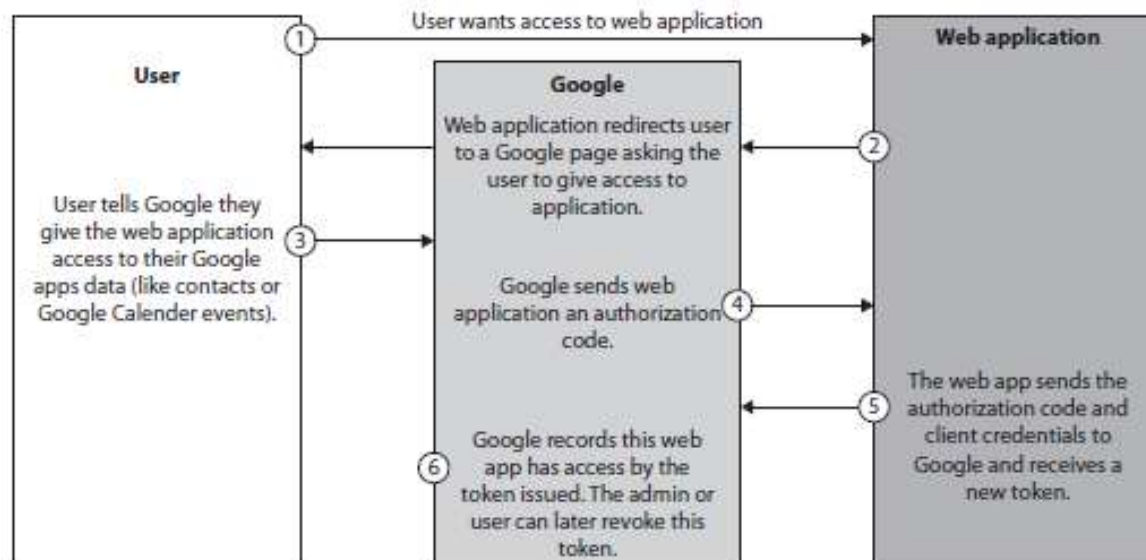 User wants access to web application
1
User
Web application
Google
Web application redirects user
to a Google page asking the
user to give access to
application.
2
User tells Google they
give the web application
access to their Google
apps data (like contacts or
Google Calender events).
3
Google sends web
application an authorization
code.
4
The web app sends the
authorization code and
client credentials to
Google and receives a
new token.
5
Google records this web
app has access by the
token issued. The admin or
user can later revoke this
token.
6